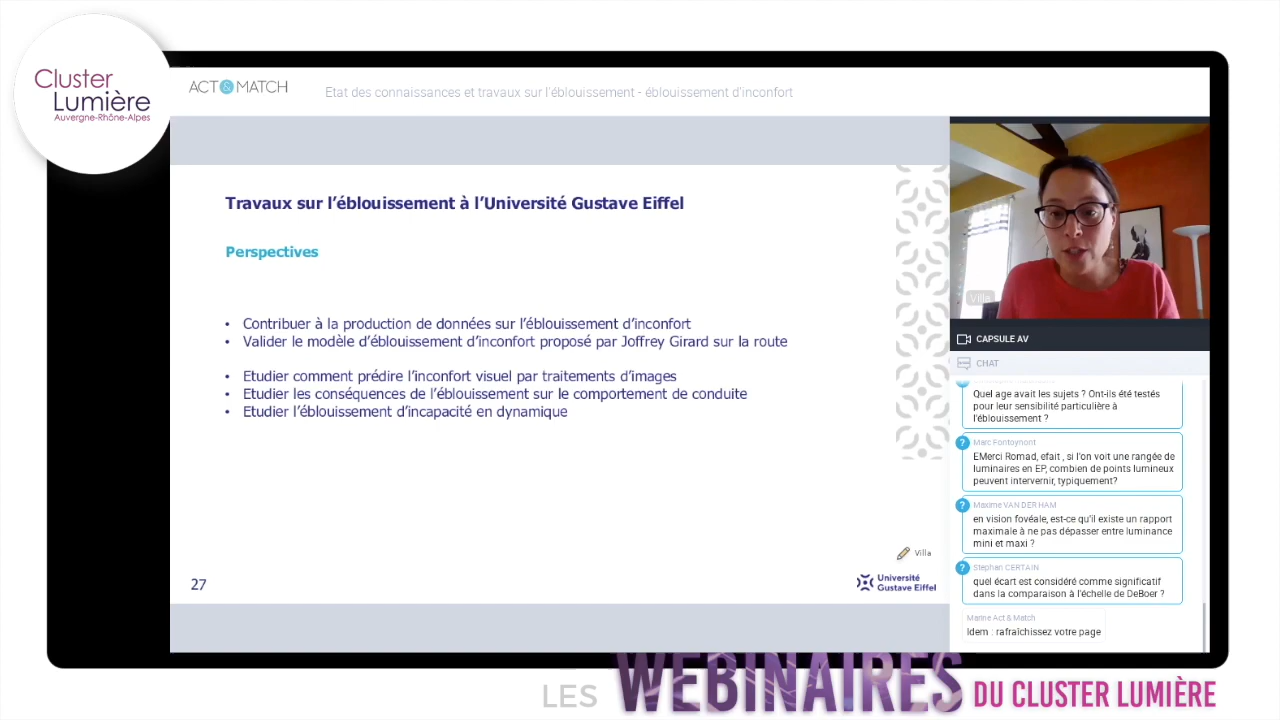 Cluster
Lumière
Auvergne-Rhône-Alpes
ACT&MATCH
Etat des connaissances et travaux sur l'éblouissement - éblouissement d'inconfort
Travaux sur l'éblouissement à l'Université Gustave Eiffel
Perspectives
• Contribuer à la production de données sur l'éblouissement d'inconfort
• Valider le modèle d'éblouissement d'inconfort proposé par Joffrey Girard sur la route
• Etudier comment prédire l'inconfort visuel par traitements d'images
• Etudier les conséquences de l'éblouissement sur le comportement de conduite
• Etudier l'éblouissement d'incapacité en dynamique
Villa
27
Université
Gustave Eiffel
Villa
CAPSULE AV
CHAT
Quel age avait les sujets ? Ont-ils été testés
pour leur sensibilité particulière à
l'éblouissement ?
?
Marc Fontoynont
EMerci Romad, efait , si l'on voit une rangée de
luminaires en EP, combien de points lumineux
peuvent intervenir, typiquement?
?
Maxime VAN DER HAM
en vision fovéale, est-ce qu'il existe un rapport
maximale à ne pas dépasser entre luminance
mini et maxi ?
?
Stephan CERTAIN
quel écart est considéré comme significatif
dans la comparaison à l'échelle de DeBoer ?
Marine Act & Match
Idem : rafraîchissez votre page
LES WEBINAIRES DU CLUSTER LUMIÈRE